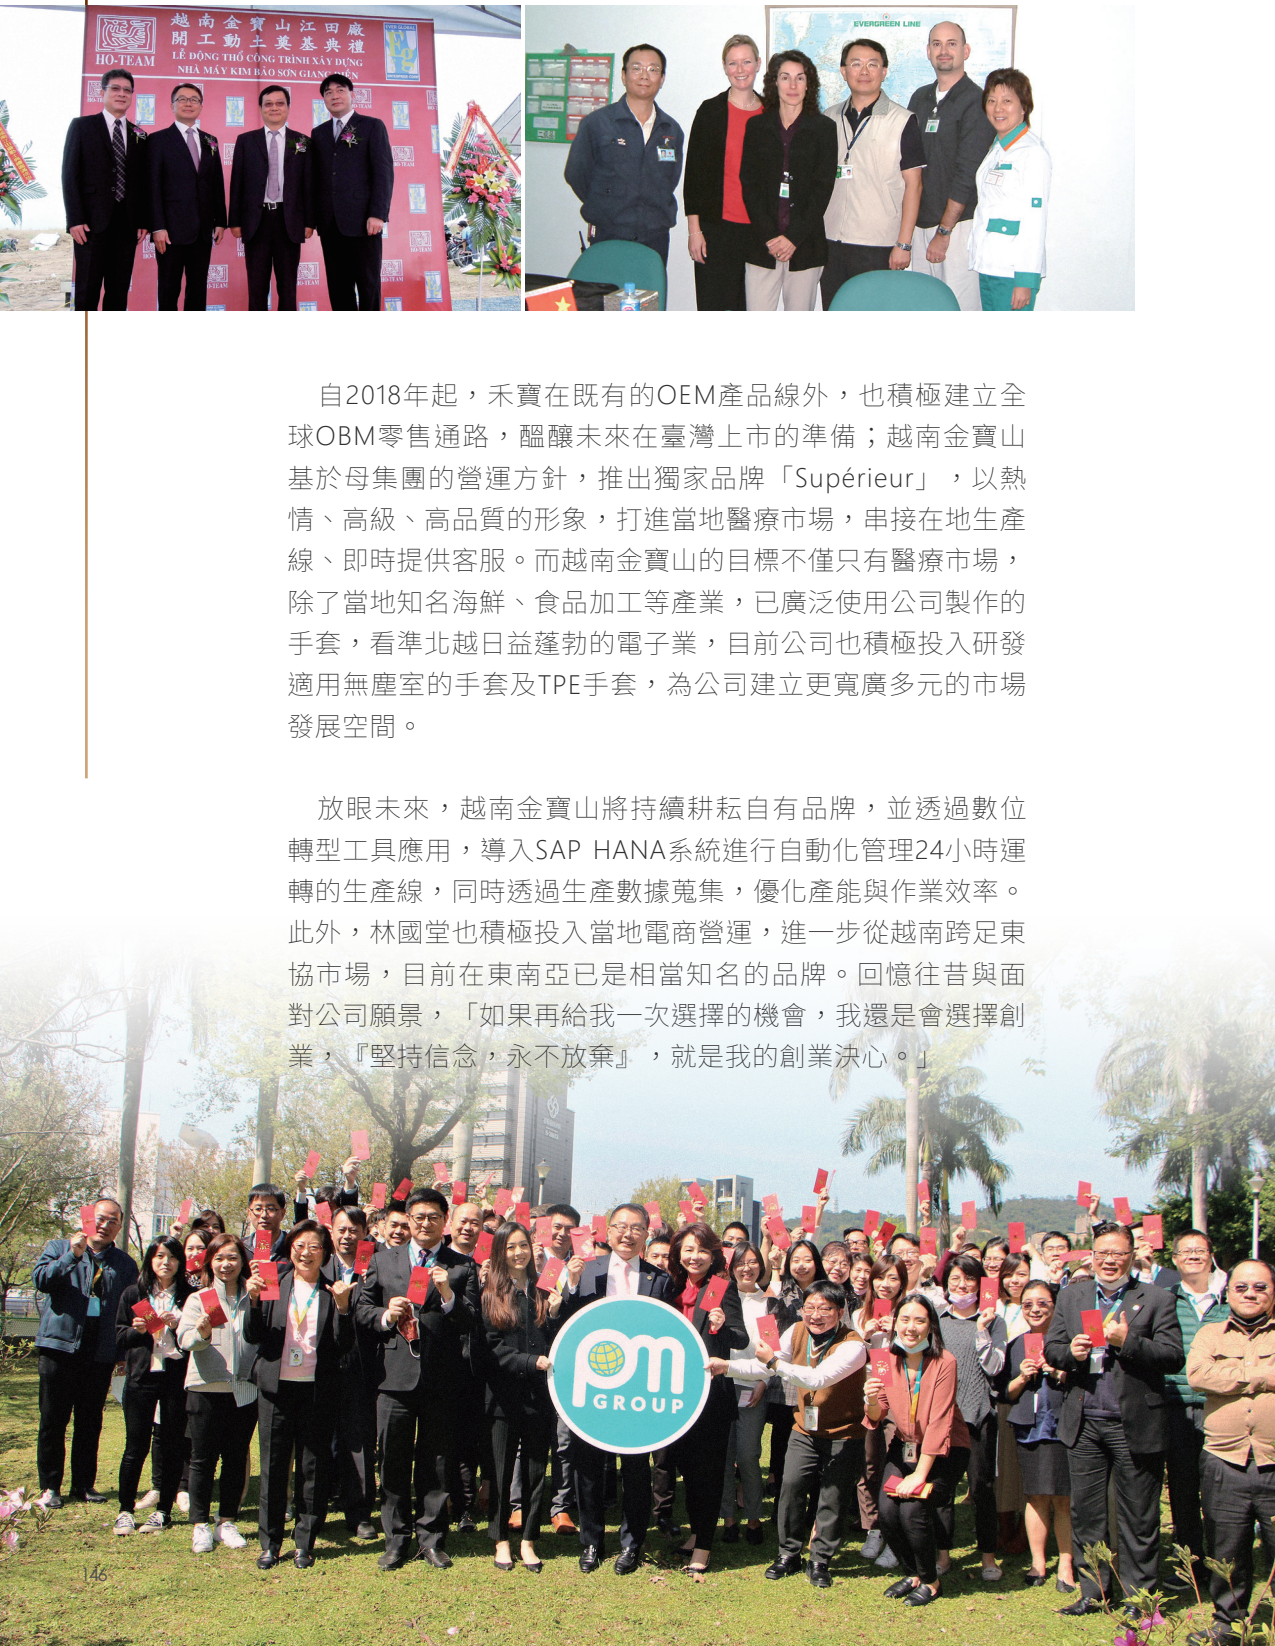 越南金寶山江田廠
開工動土奠基典禮
LỄ ĐỘNG THỔ CÔNG TRÌNH XÂY DỰNG
NHÀ MÁY KIM BẢO SƠN GIANG ĐIỀN
HO-TEAM
EVER GLOBAL
Eg
EVERGREEN LINE
自2018年起，禾寶在既有的OEM產品線外，也積極建立全
球OBM零售通路，醞釀未來在臺灣上市的準備；越南金寶山
基於母集團的營運方針，推出獨家品牌「Supérieur」，以熱
情、高級、高品質的形象，打進當地醫療市場，串接在地生產
線、即時提供客服。而越南金寶山的目標不僅只有醫療市場，
除了當地知名海鮮、食品加工等產業，已廣泛使用公司製作的
手套，看準北越日益蓬勃的電子業，目前公司也積極投入研發
適用無塵室的手套及TPE手套，為公司建立更寬廣多元的市場
發展空間。
放眼未來，越南金寶山將持續耕耘自有品牌，並透過數位
轉型工具應用，導入SAP HANA系統進行自動化管理24小時運
轉的生產線，同時透過生產數據蒐集，優化產能與作業效率。
此外，林國堂也積極投入當地電商營運，進一步從越南跨足東
協市場，目前在東南亞已是相當知名的品牌。回憶往昔與面
對公司願景，「如果再給我一次選擇的機會，我還是會選擇創
業，『堅持信念，永不放棄』，就是我的創業決心。」
pm
GROUP
146